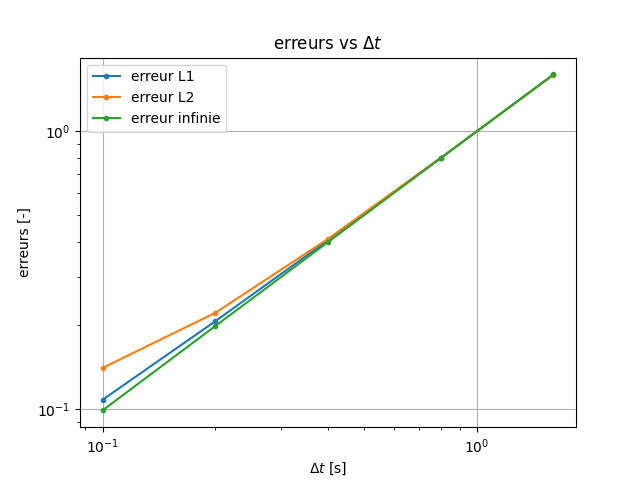 erreurs vs Δt
erreur L1
erreur L2
erreur infinie
10⁰
10⁻¹
erreurs [-]
10⁻¹
10⁰
Δt [s]